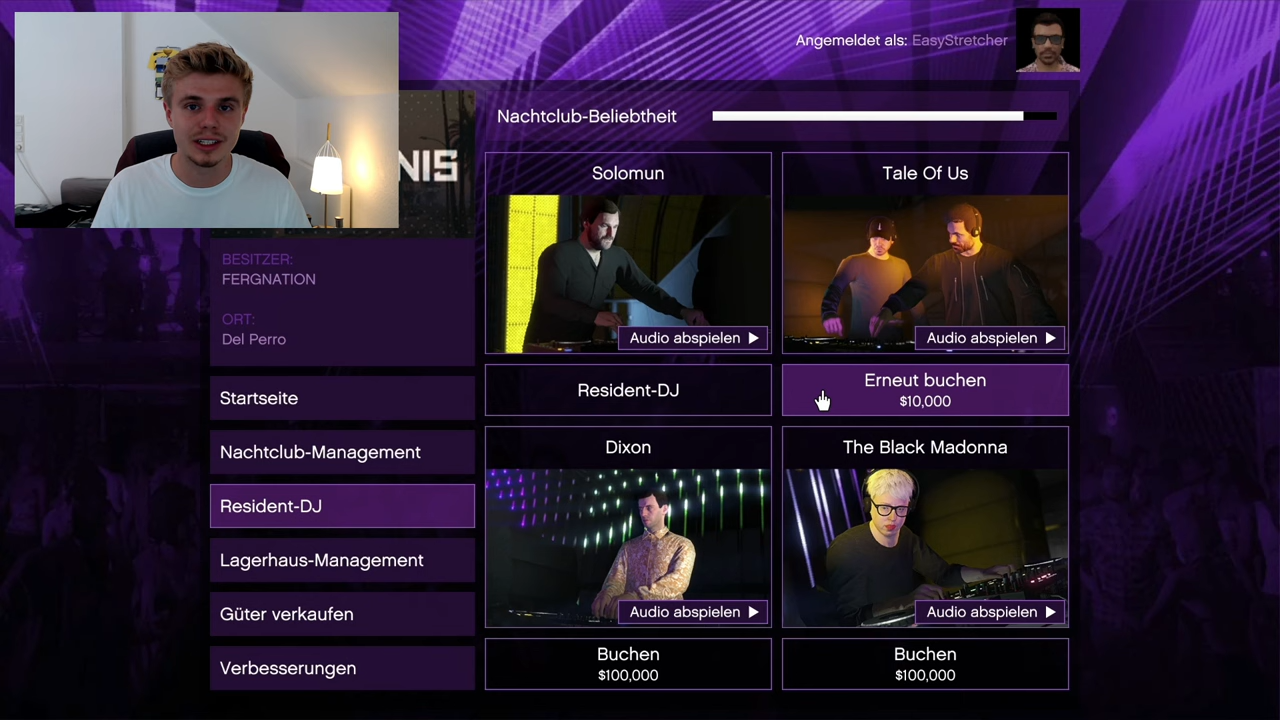 Angemeldet als: EasyStretcher
NIS
BESITZER:
FERGNATION
ORT:
Del Perro
Startseite
Nachtclub-Management
Resident-DJ
Lagerhaus-Management
Güter verkaufen
Verbesserungen
Nachtclub-Beliebtheit
Solomun
Audio abspielen
Resident-DJ
Tale Of Us
Audio abspielen
Erneut buchen
$10,000
Dixon
Audio abspielen
Buchen
$100,000
The Black Madonna
Audio abspielen
Buchen
$100,000